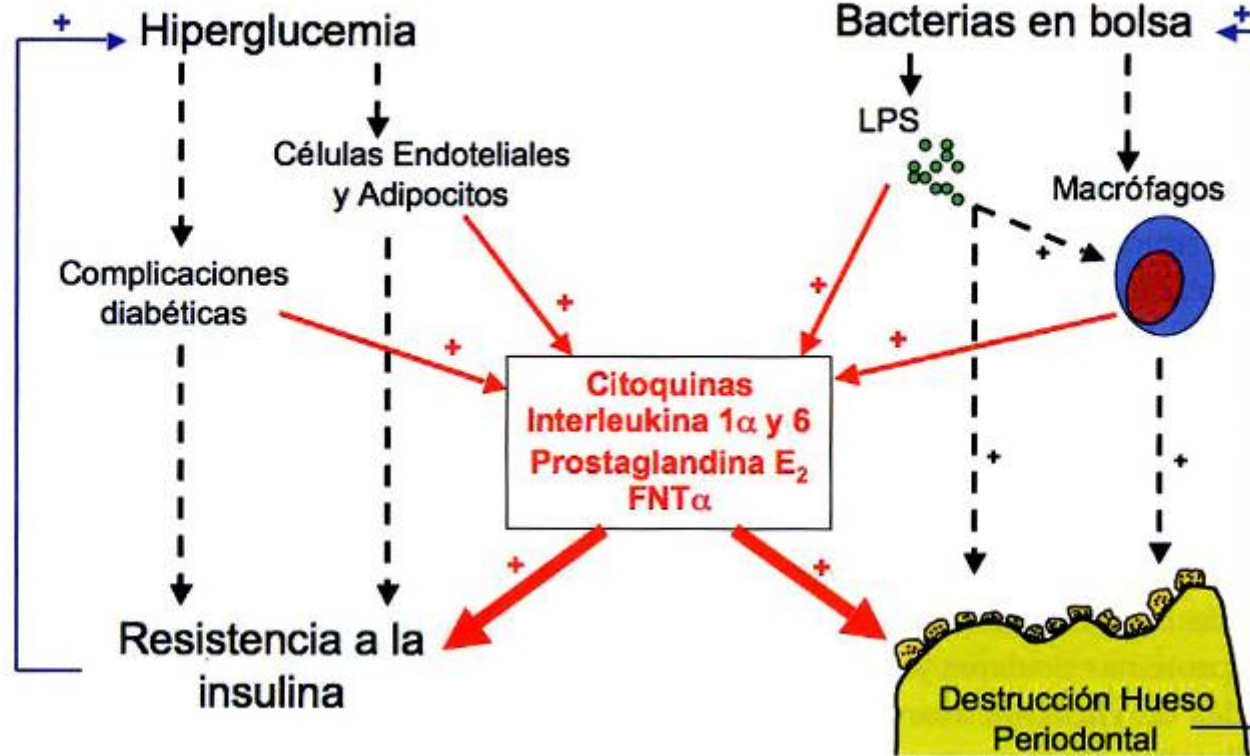 Hiperglucemia
Bacterias en bolsa
LPS
Células Endoteliales
y Adipocitos
Macrófagos
Complicaciones
diabéticas
Citoquinas
Interleukina 1α y 6
Prostaglandina E₂
FNTα
Resistencia a la
insulina
Destrucción Hueso
Periodontal
+
+
+
+
+
+
+
+
+
+
+